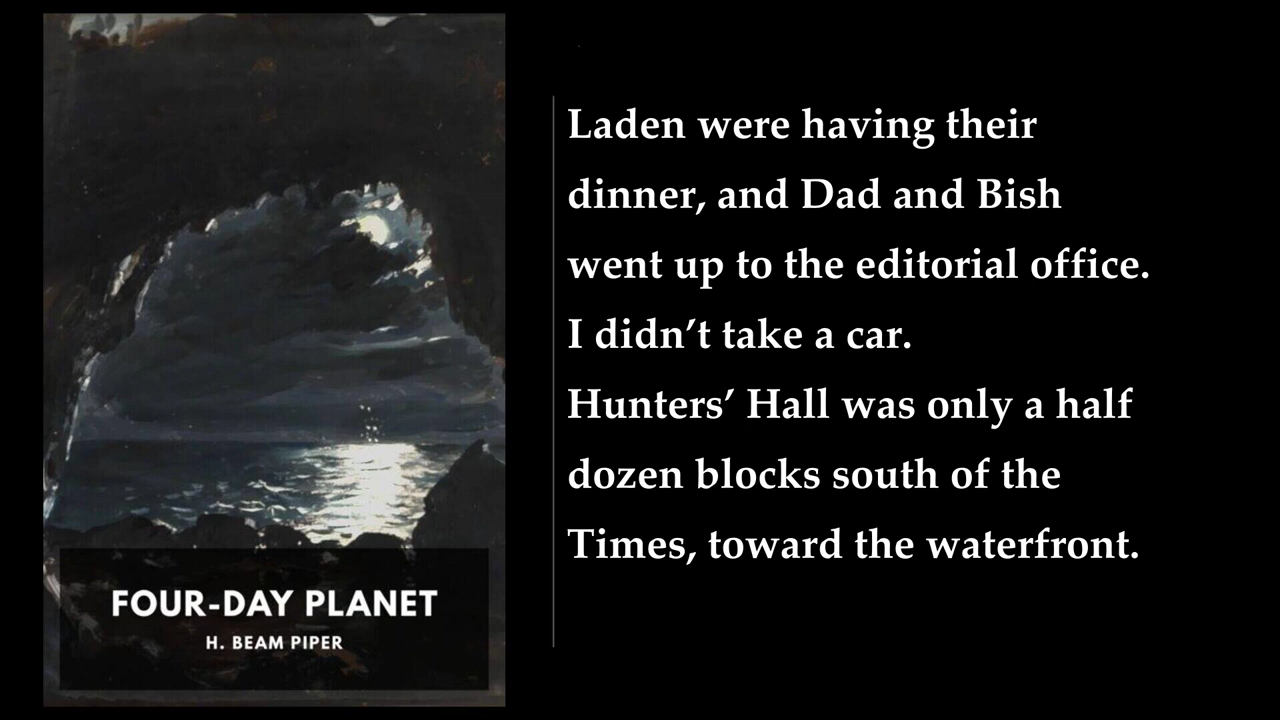 FOUR-DAY PLANET
H. BEAM PIPER
Laden were having their
dinner, and Dad and Bish
went up to the editorial office.
I didn’t take a car.
Hunters’ Hall was only a half
dozen blocks south of the
Times, toward the waterfront.